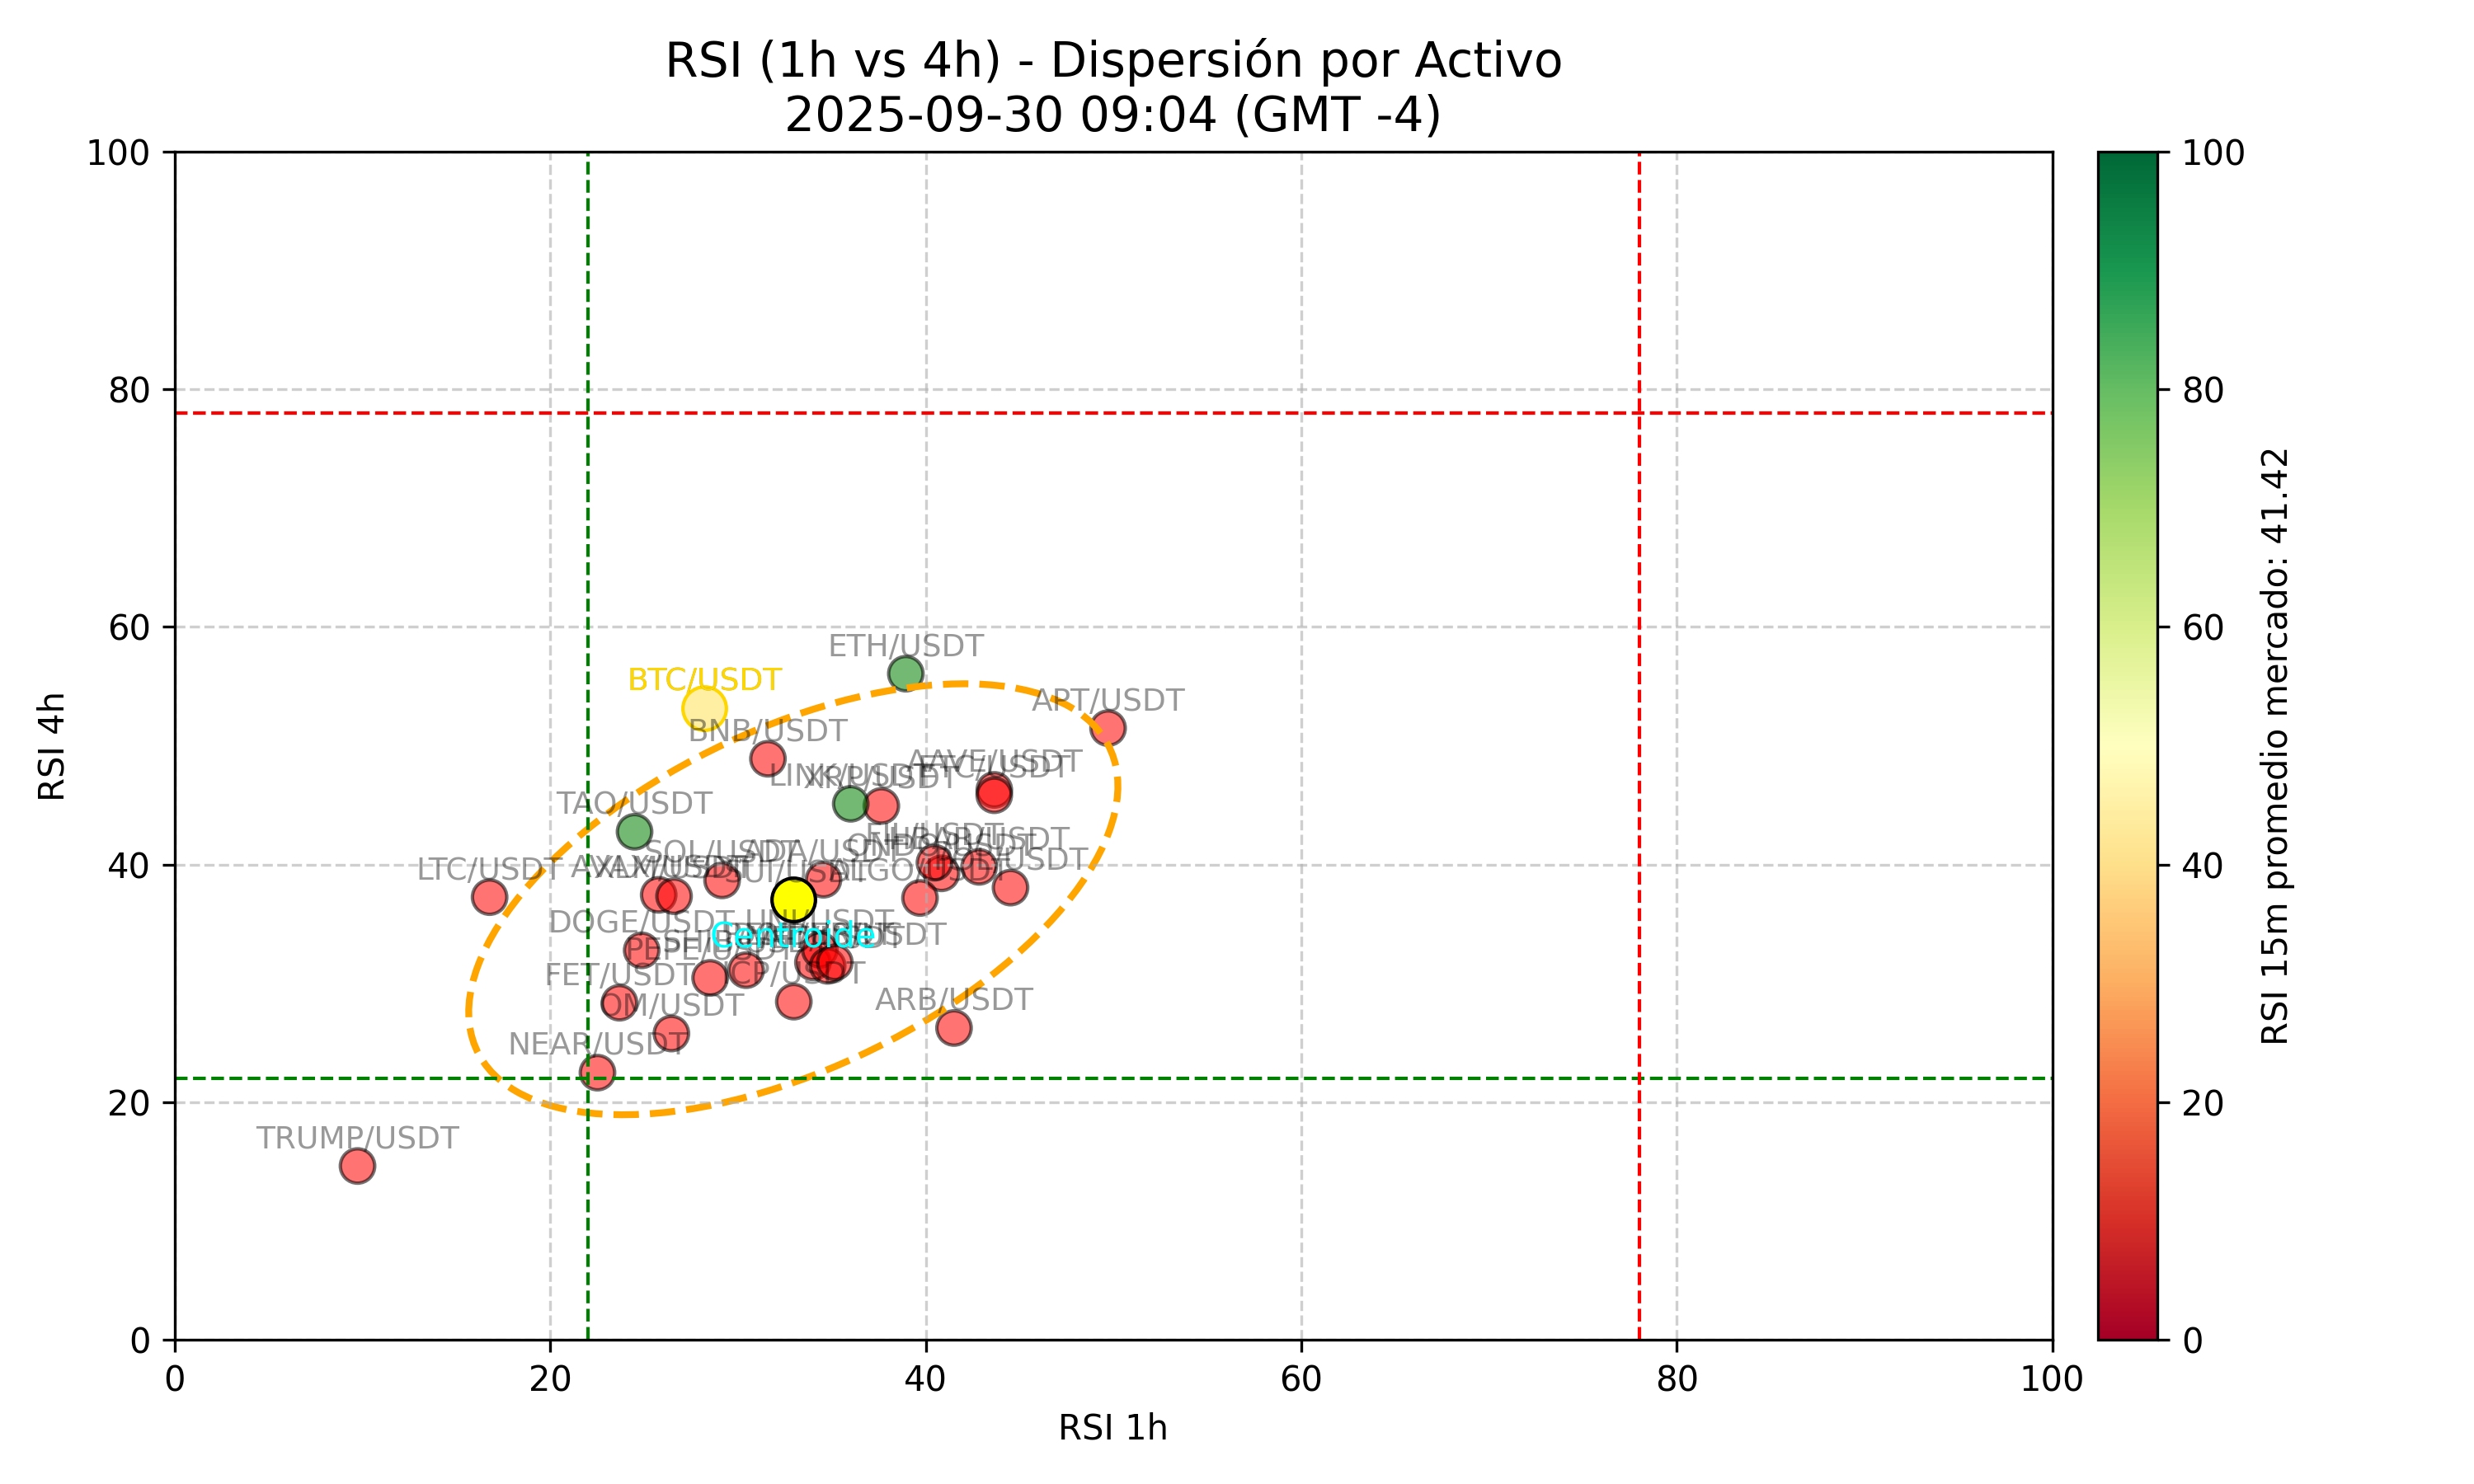 RSI (1h vs 4h) - Dispersión por Activo
2025-09-30 09:04 (GMT -4)
100
80
60
40
20
0
RSI 4h
0
20
40
60
80
100
RSI 1h
ETH/USDT
BTC/USDT
APT/USDT
BNB/USDT
AAVE/USDT
ETC/USDT
LINK/USDT
XRP/USDT
TAO/USDT
SOL/USDT
ADA/USDT
LTC/USDT
SUI/USDT
ALGO/USDT
DOGE/USDT
UNI/USDT
Centroide
PEPE/USDT
FET/USDT
ICP/USDT
OM/USDT
ARB/USDT
NEAR/USDT
TRUMP/USDT
100
80
60
40
20
0
RSI 15m promedio mercado: 41.42